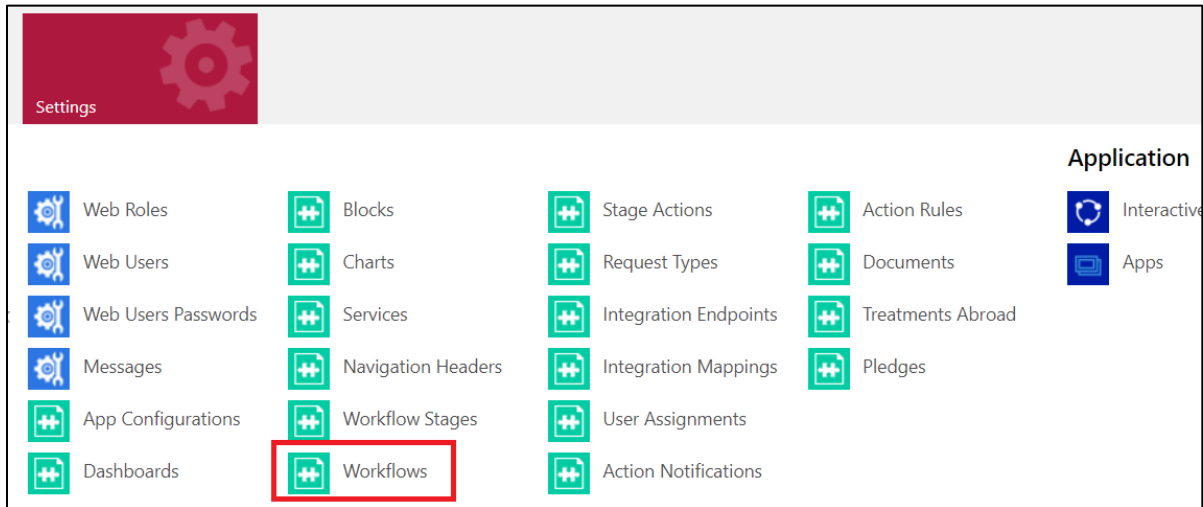 Settings
Application
Web Roles
Blocks
Stage Actions
Action Rules
Interactive
Web Users
Charts
Request Types
Documents
Apps
Web Users Passwords
Services
Integration Endpoints
Treatments Abroad
Messages
Navigation Headers
Integration Mappings
Pledges
App Configurations
Workflow Stages
User Assignments
Dashboards
Workflows
Action Notifications